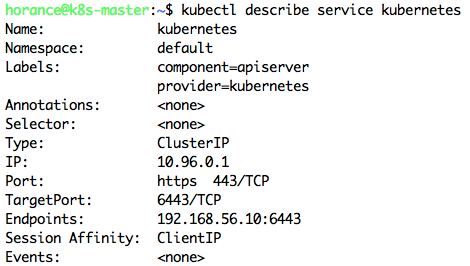 horance@k8s-master:~$ kubectl describe service kubernetes
Name:              kubernetes
Namespace:         default
Labels:            component=apiserver
                   provider=kubernetes
Annotations:       <none>
Selector:          <none>
Type:              ClusterIP
IP:                10.96.0.1
Port:              https  443/TCP
TargetPort:        6443/TCP
Endpoints:         192.168.56.10:6443
Session Affinity:  ClientIP
Events:            <none>